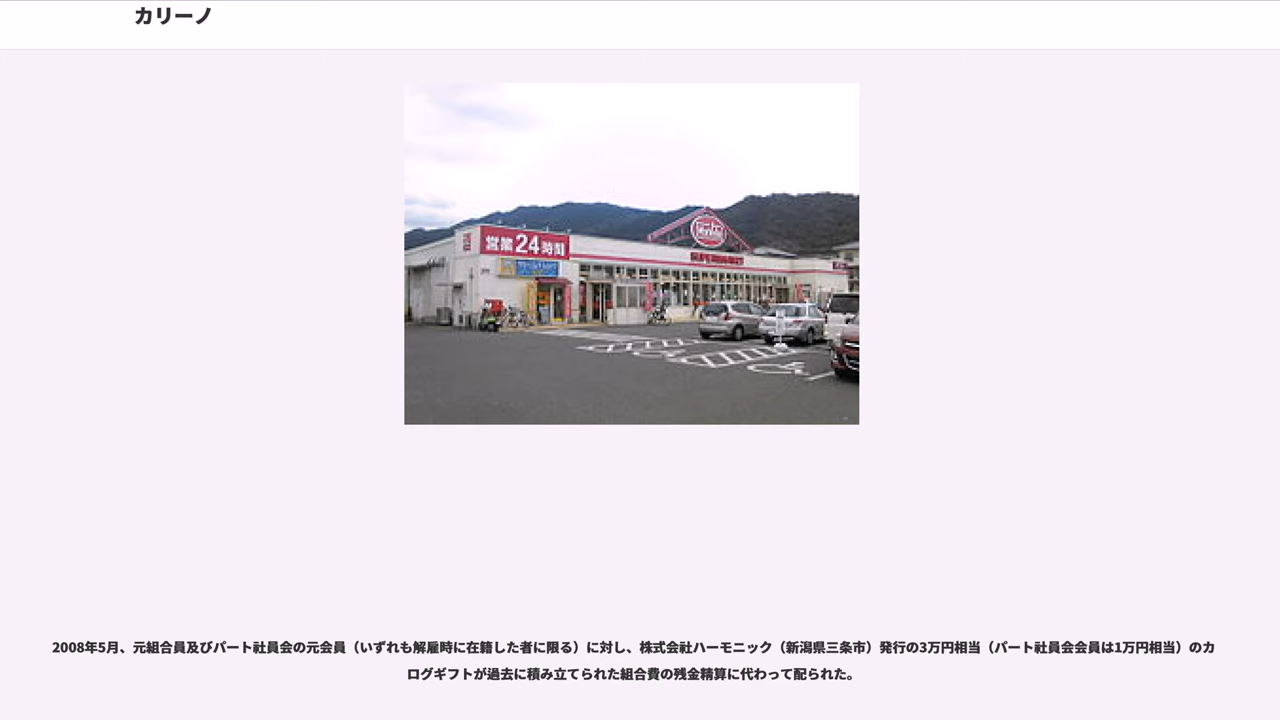 カリーノ
営業24時間
2008年5月、元組合員及びパート社員会の元会員（いずれも解雇時に在籍した者に限る）に対し、株式会社ハーモニック（新潟県三条市）発行の3万円相当（パート社員会会員は1万円相当）のカ
ログギフトが過去に積み立てられた組合費の残金精算に代わって配られた。